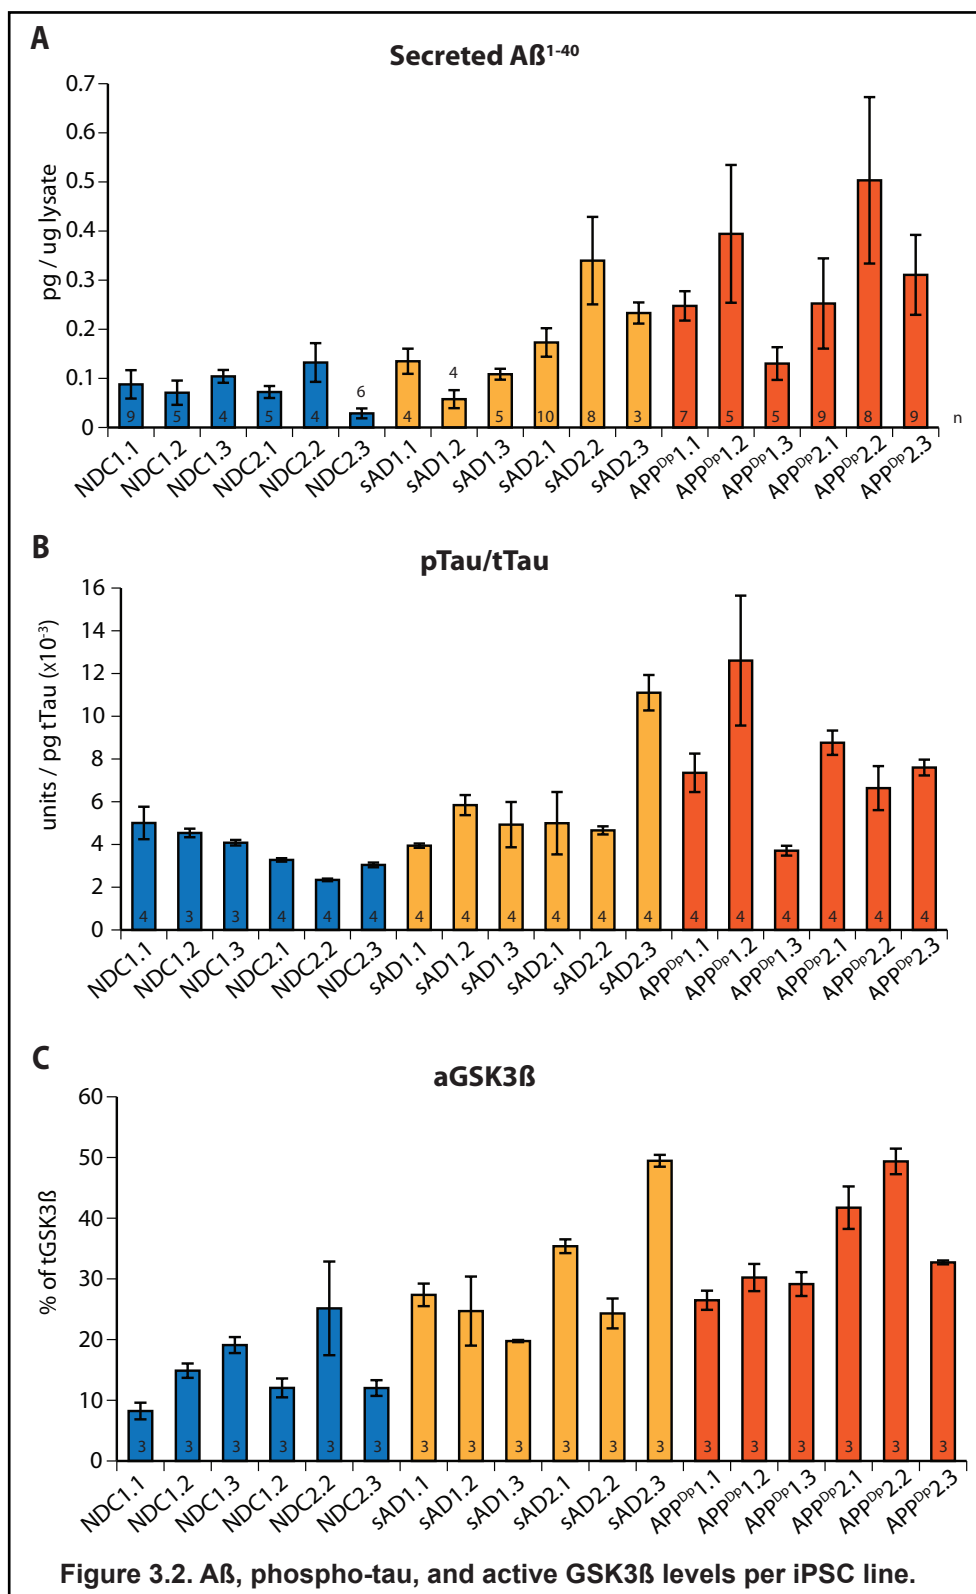 A
Secreted Aß1-40
pg / ug lysate
0.7
0.6
0.5
0.4
0.3
0.2
0.1
0
9 5 4 5 4 6 4 4 5 10 8 3 7 5 5 9 8 9 n
NDC1.1 NDC1.2 NDC1.3 NDC2.1 NDC2.2 NDC2.3 sAD1.1 sAD1.2 sAD1.3 sAD2.1 sAD2.2 sAD2.3 APPDp1.1 APPDp1.2 APPDp1.3 APPDp2.1 APPDp2.2 APPDp2.3
B
pTau/tTau
units / pg tTau (x10-3)
16
14
12
10
8
6
4
2
0
4 3 3 4 4 4 4 4 4 4 4 4 4 4 4 4 4 4
NDC1.1 NDC1.2 NDC1.3 NDC2.1 NDC2.2 NDC2.3 sAD1.1 sAD1.2 sAD1.3 sAD2.1 sAD2.2 sAD2.3 APPDp1.1 APPDp1.2 APPDp1.3 APPDp2.1 APPDp2.2 APPDp2.3
C
aGSK3ß
% of tGSK3ß
60
50
40
30
20
10
0
3 3 3 3 3 3 3 3 3 3 3 3 3 3 3 3 3 3
NDC1.1 NDC1.2 NDC1.3 NDC1.2 NDC2.2 NDC2.3 sAD1.1 sAD1.2 sAD1.3 sAD2.1 sAD2.2 sAD2.3 APPDp1.1 APPDp1.2 APPDp1.3 APPDp2.1 APPDp2.2 APPDp2.3
Figure 3.2. Aß, phospho-tau, and active GSK3ß levels per iPSC line.